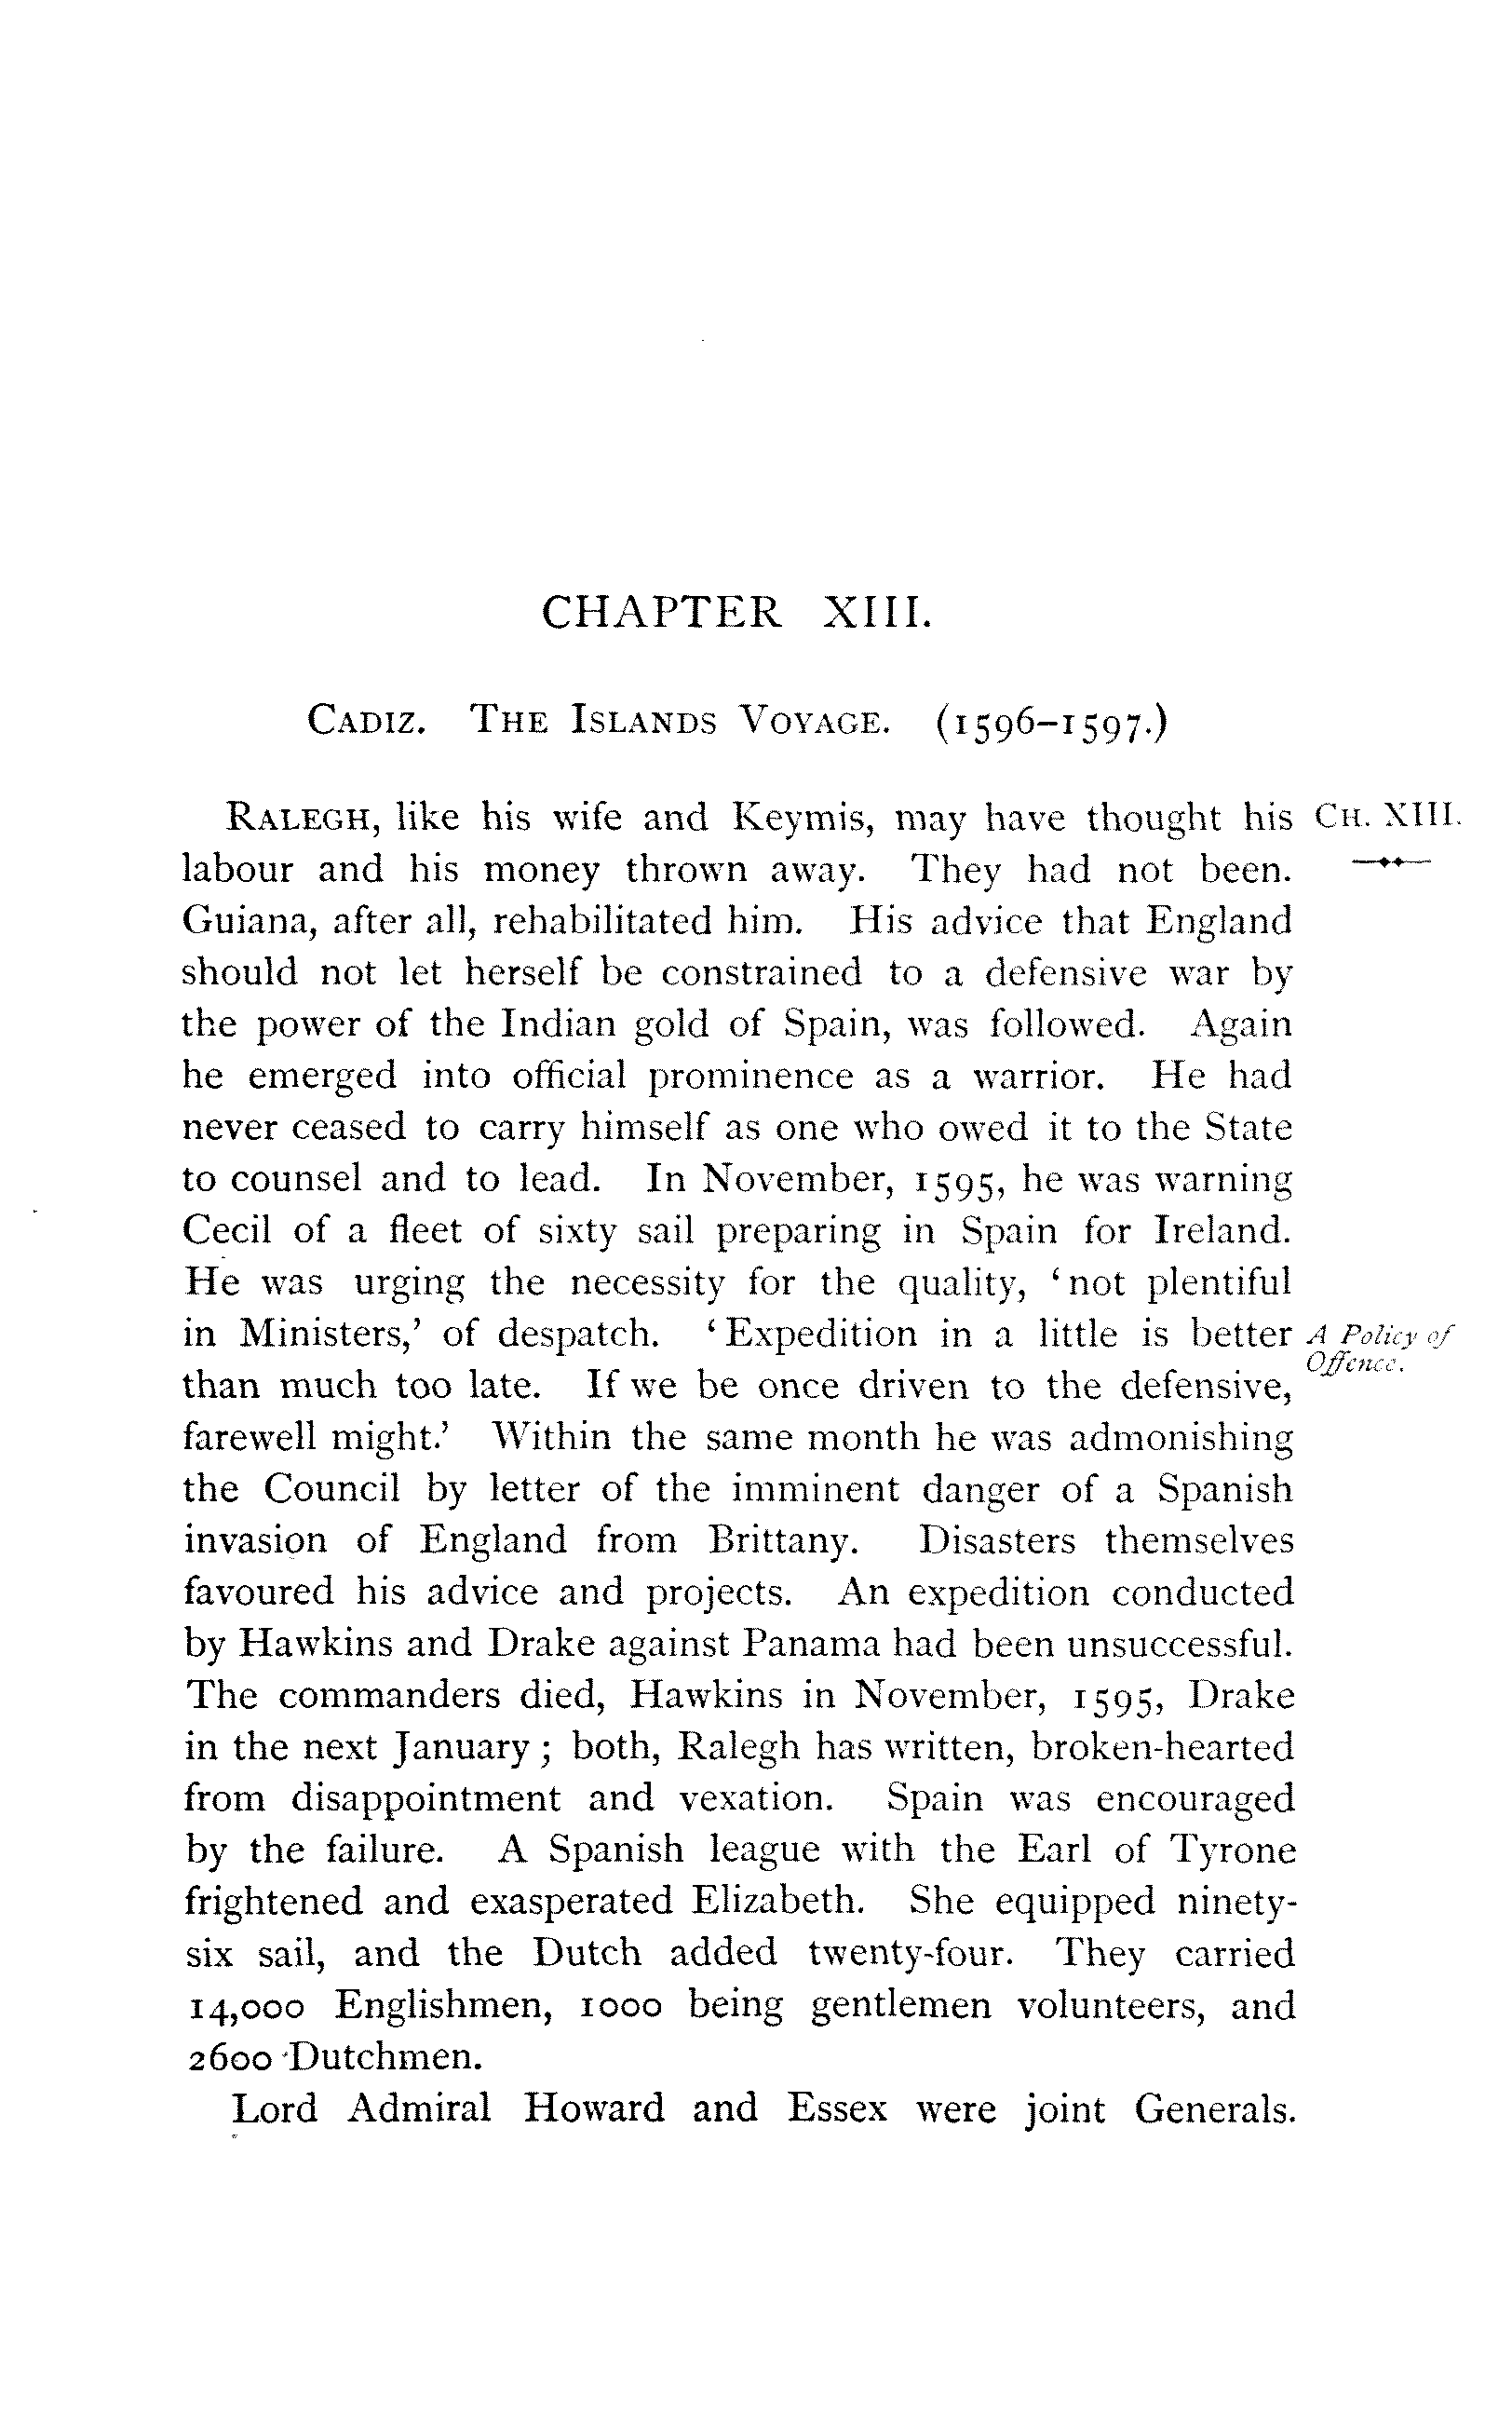 CHAPTER XIII.
CADIZ. THE ISLANDS VOYAGE. (1596–1597.)
RALEGH, like his wife and Keymis, may have thought his CH. XIII.
labour and his money thrown away. They had not been.
Guiana, after all, rehabilitated him. His advice that England
should not let herself be constrained to a defensive war by
the power of the Indian gold of Spain, was followed. Again
he emerged into official prominence as a warrior. He had
never ceased to carry himself as one who owed it to the State
to counsel and to lead. In November, 1595, he was warning
Cecil of a fleet of sixty sail preparing in Spain for Ireland.
He was urging the necessity for the quality, ‘not plentiful
in Ministers,’ of despatch. ‘Expedition in a little is better
A Policy of
Offence.
than much too late. If we be once driven to the defensive,
farewell might.’ Within the same month he was admonishing
the Council by letter of the imminent danger of a Spanish
invasion of England from Brittany. Disasters themselves
favoured his advice and projects. An expedition conducted
by Hawkins and Drake against Panama had been unsuccessful.
The commanders died, Hawkins in November, 1595, Drake
in the next January; both, Ralegh has written, broken-hearted
from disappointment and vexation. Spain was encouraged
by the failure. A Spanish league with the Earl of Tyrone
frightened and exasperated Elizabeth. She equipped ninety-
six sail, and the Dutch added twenty-four. They carried
14,000 Englishmen, 1000 being gentlemen volunteers, and
2600 Dutchmen.
Lord Admiral Howard and Essex were joint Generals.